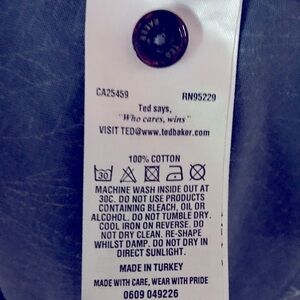 TED BAKER
CA25459 RN95229
Ted says,
"Who cares, wins"
VISIT TED@www.tedbaker.com
100% COTTON
30
MACHINE WASH INSIDE OUT AT
30C. DO NOT USE PRODUCTS
CONTAINING BLEACH, OIL OR
ALCOHOL. DO NOT TUMBLE DRY.
COOL IRON ON REVERSE. DO
NOT DRY CLEAN. RE-SHAPE
WHILST DAMP. DO NOT DRY IN
DIRECT SUNLIGHT.
MADE IN TURKEY
MADE WITH CARE, WEAR WITH PRIDE
0609 049226